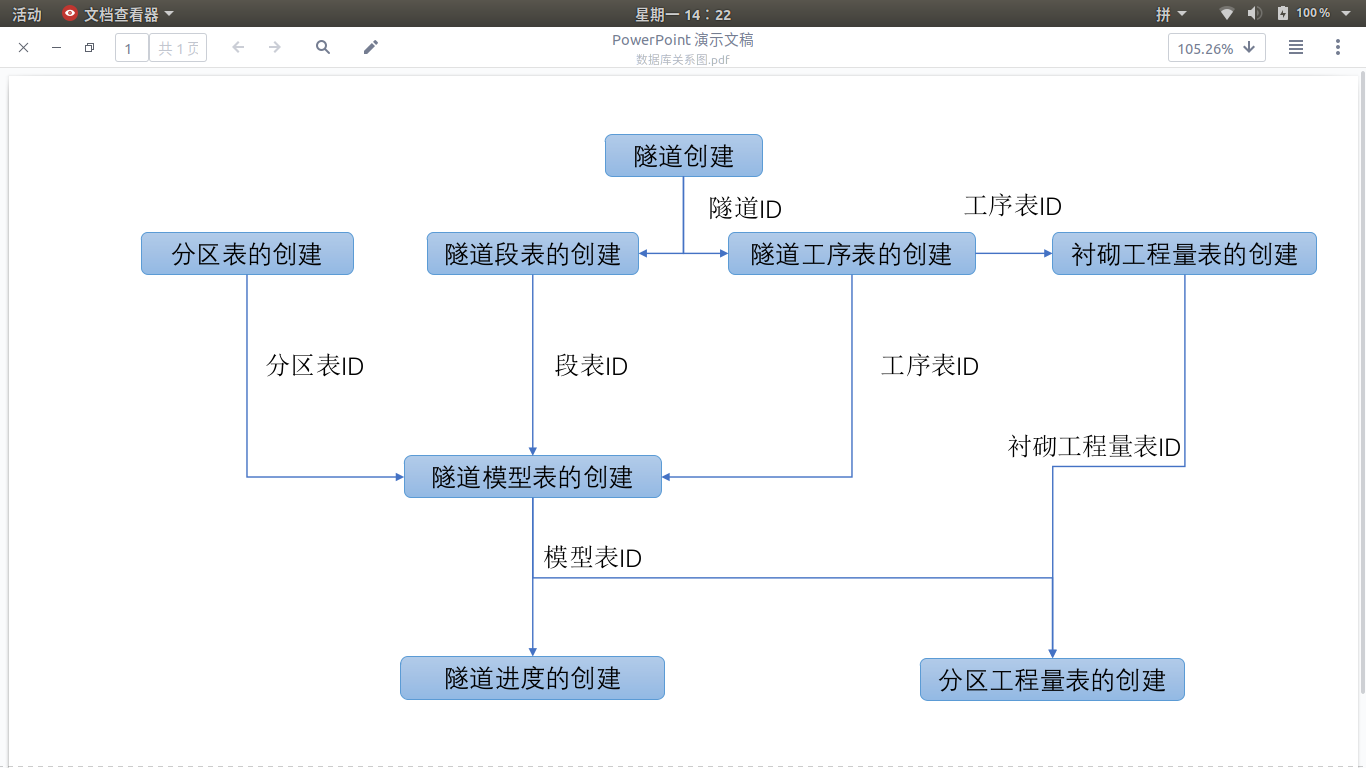 活动
文档查看器
星期一 14：22
拼
100 %
1
共 1 页
PowerPoint 演示文稿
数据库关系图.pdf
105.26%
隧道创建
隧道ID
工序表ID
分区表的创建
隧道段表的创建
隧道工序表的创建
衬砌工程量表的创建
分区表ID
段表ID
工序表ID
衬砌工程量表ID
隧道模型表的创建
模型表ID
隧道进度的创建
分区工程量表的创建